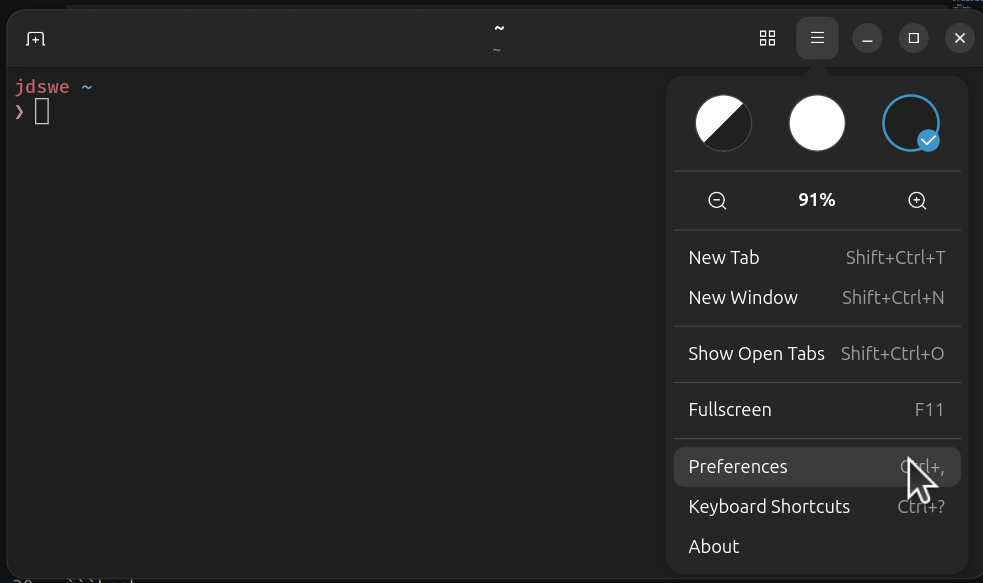 ~
~
jdswe ~
❯
91%
New Tab Shift+Ctrl+T
New Window Shift+Ctrl+N
Show Open Tabs Shift+Ctrl+O
Fullscreen F11
Preferences Ctrl+,
Keyboard Shortcuts Ctrl+?
About